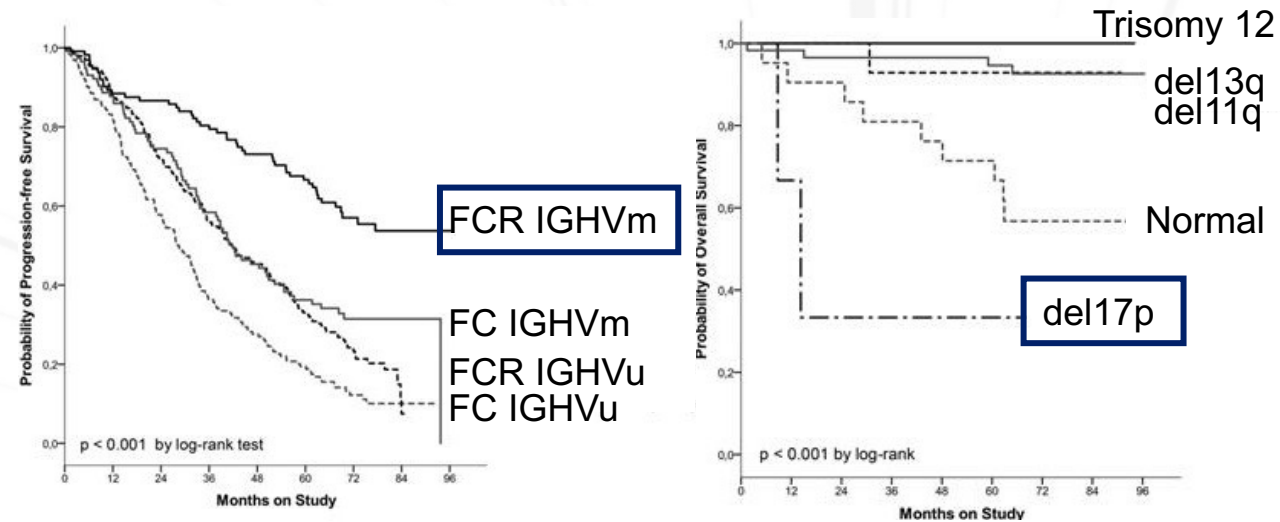 Probability of Progression-free Survival
1,0
0,8
0,6
0,4
0,2
0,0
FCR IGHVm
FC IGHVm
FCR IGHVu
FC IGHVu
p < 0.001 by log-rank test
0 12 24 36 48 60 72 84 96
Months on Study
Probability of Overall Survival
1,0
0,8
0,6
0,4
0,2
0,0
Trisomy 12
del13q
del11q
Normal
del17p
p < 0.001 by log-rank
0 12 24 36 48 60 72 84 96
Months on Study